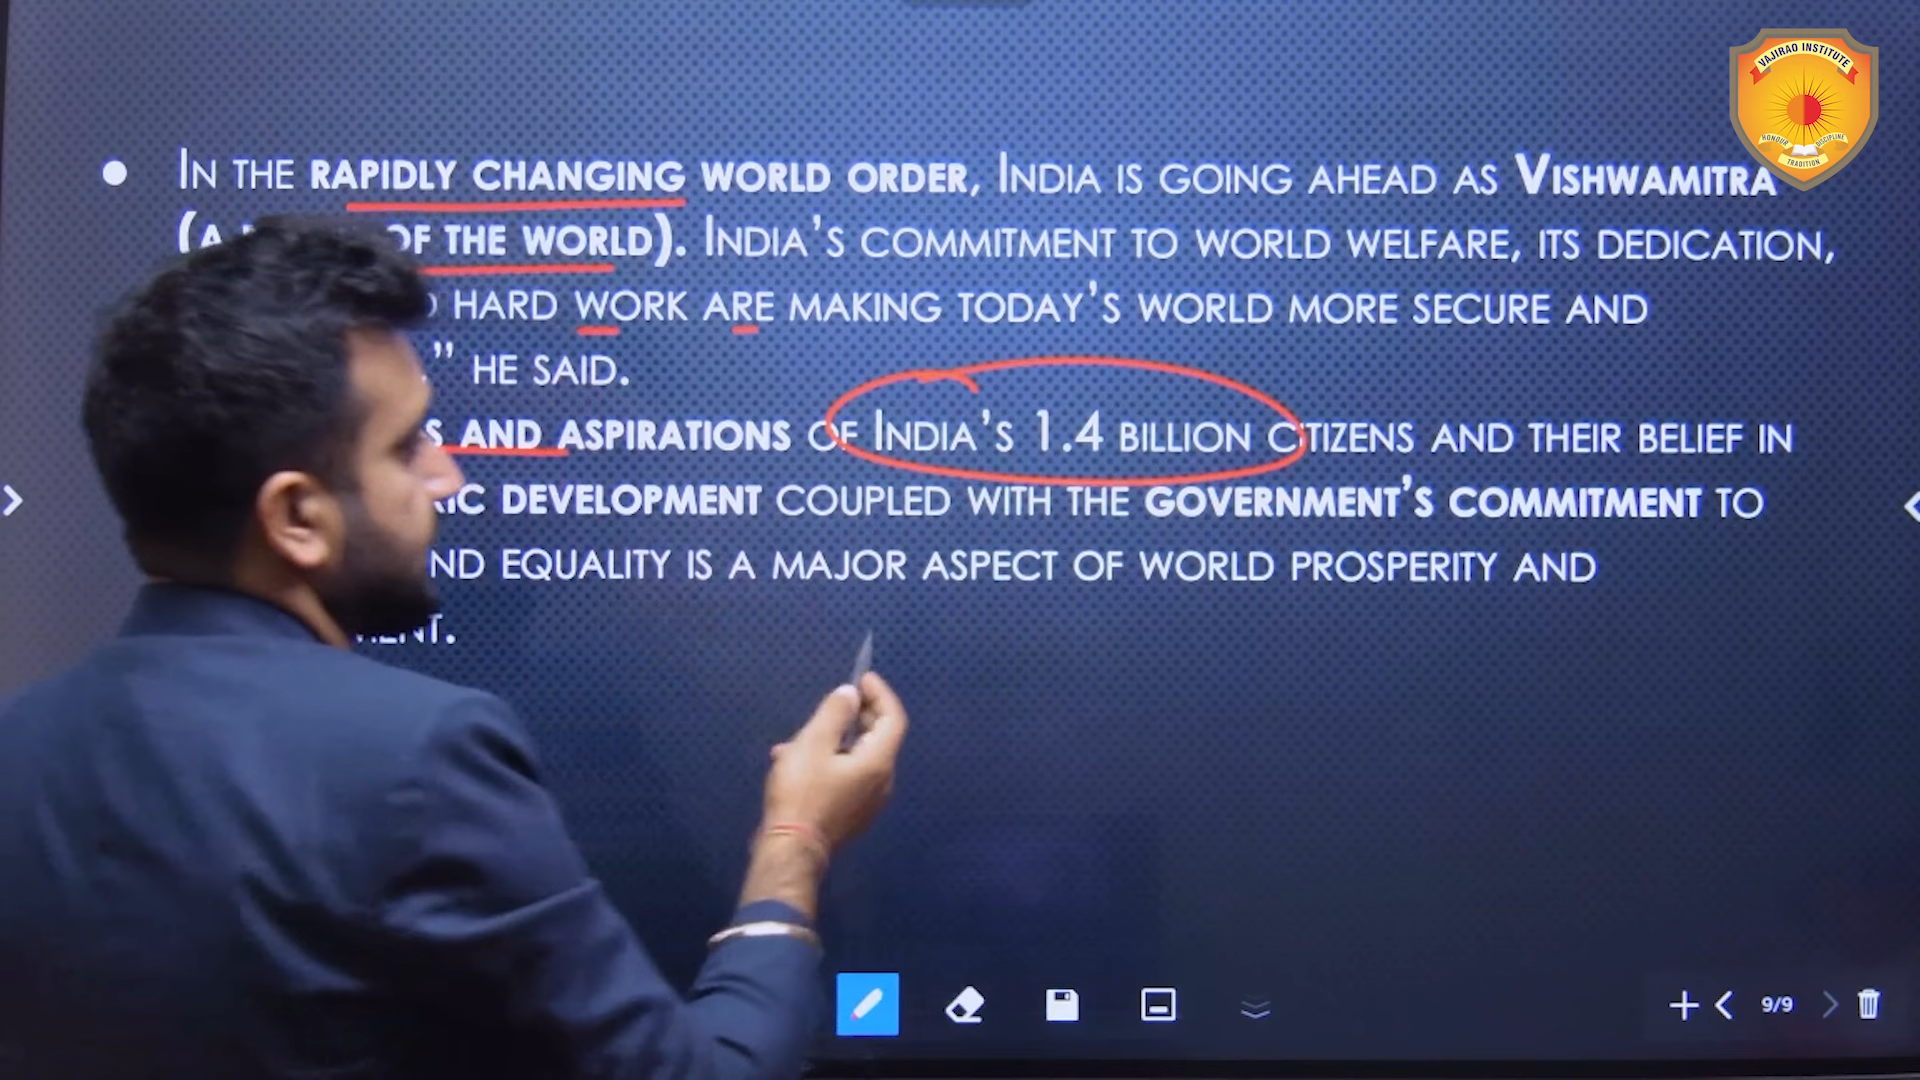 VAJIRAO INSTITUTE
HONOUR
DISCIPLINE
TRADITION
IN THE RAPIDLY CHANGING WORLD ORDER, INDIA IS GOING AHEAD AS VISHWAMITRA
(A OF THE WORLD). INDIA'S COMMITMENT TO WORLD WELFARE, ITS DEDICATION,
HARD WORK ARE MAKING TODAY'S WORLD MORE SECURE AND
" HE SAID.
AND ASPIRATIONS OF INDIA'S 1.4 BILLION CITIZENS AND THEIR BELIEF IN
DEVELOPMENT COUPLED WITH THE GOVERNMENT'S COMMITMENT TO
EQUALITY IS A MAJOR ASPECT OF WORLD PROSPERITY AND
9/9